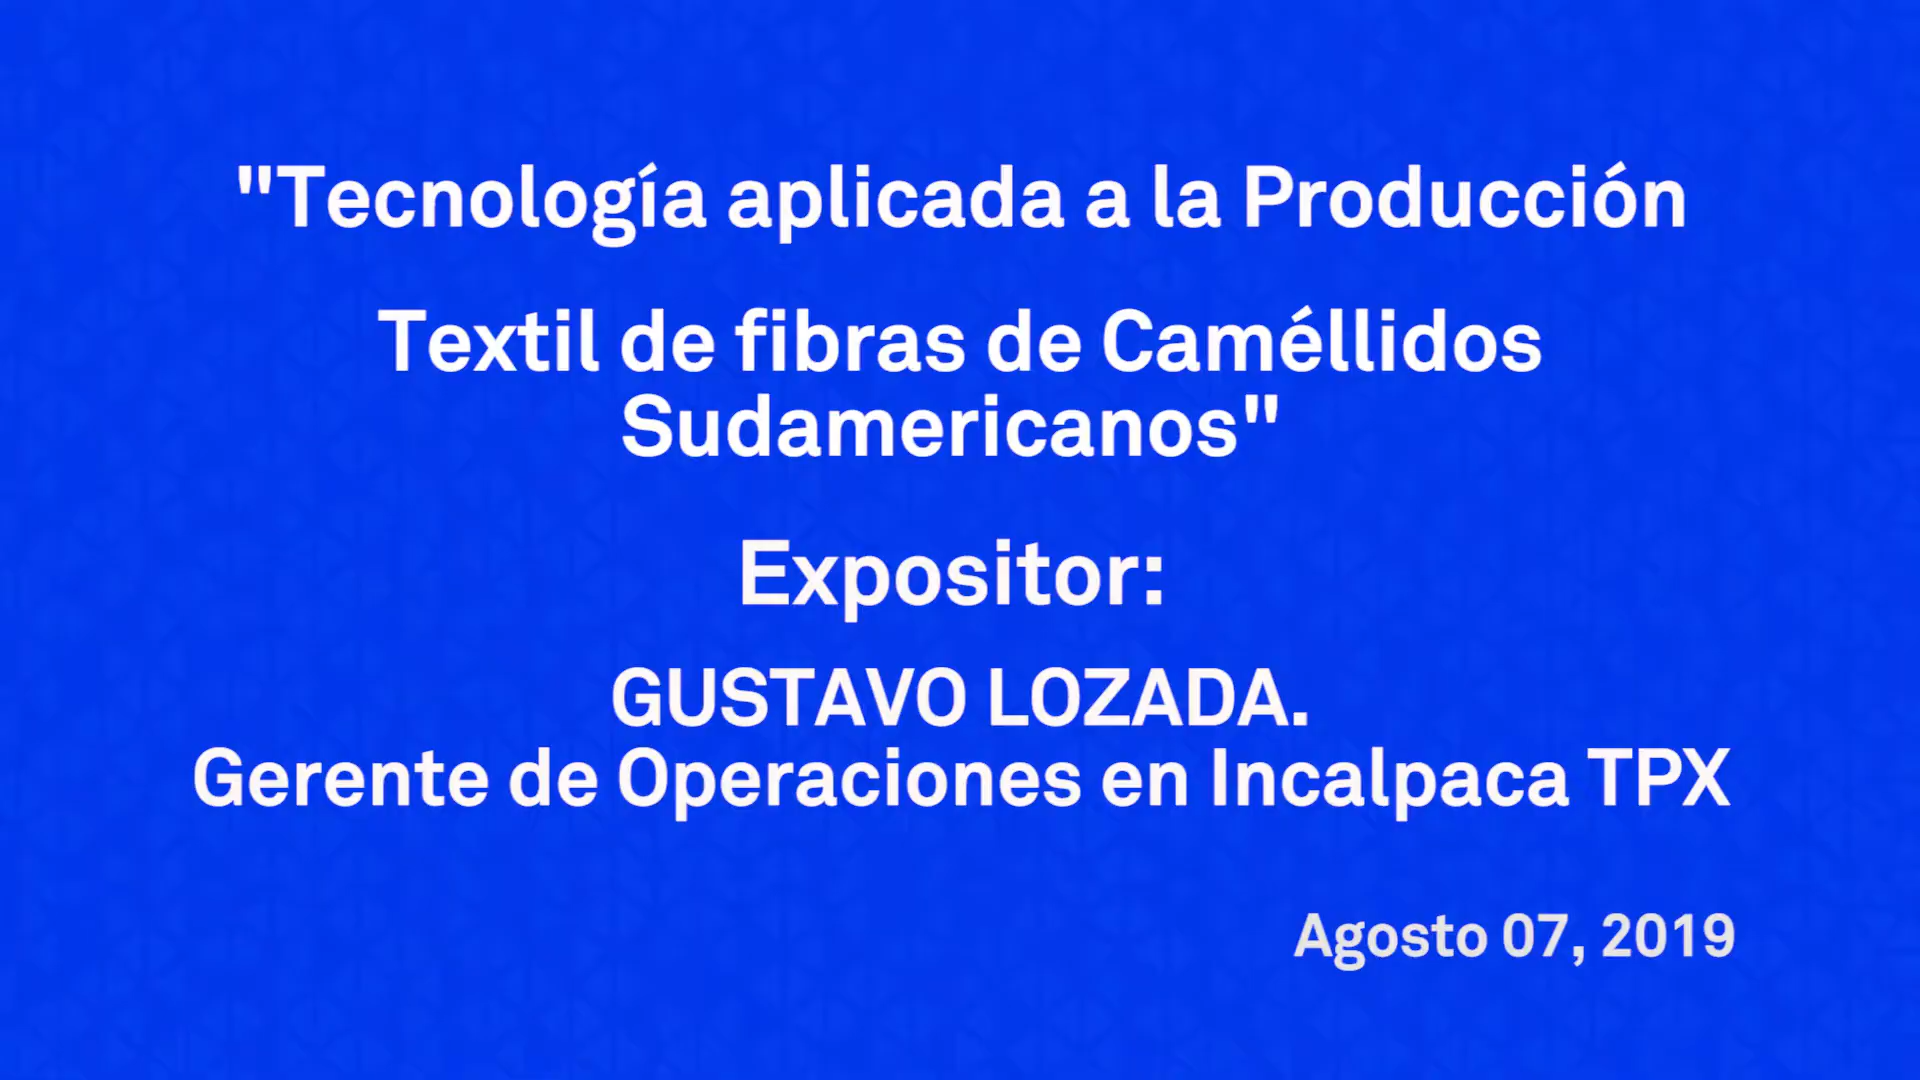 "Tecnología aplicada a la Producción
Textil de fibras de Caméllidos
Sudamericanos"
Expositor:
GUSTAVO LOZADA.
Gerente de Operaciones en Incalpaca TPX
Agosto 07, 2019